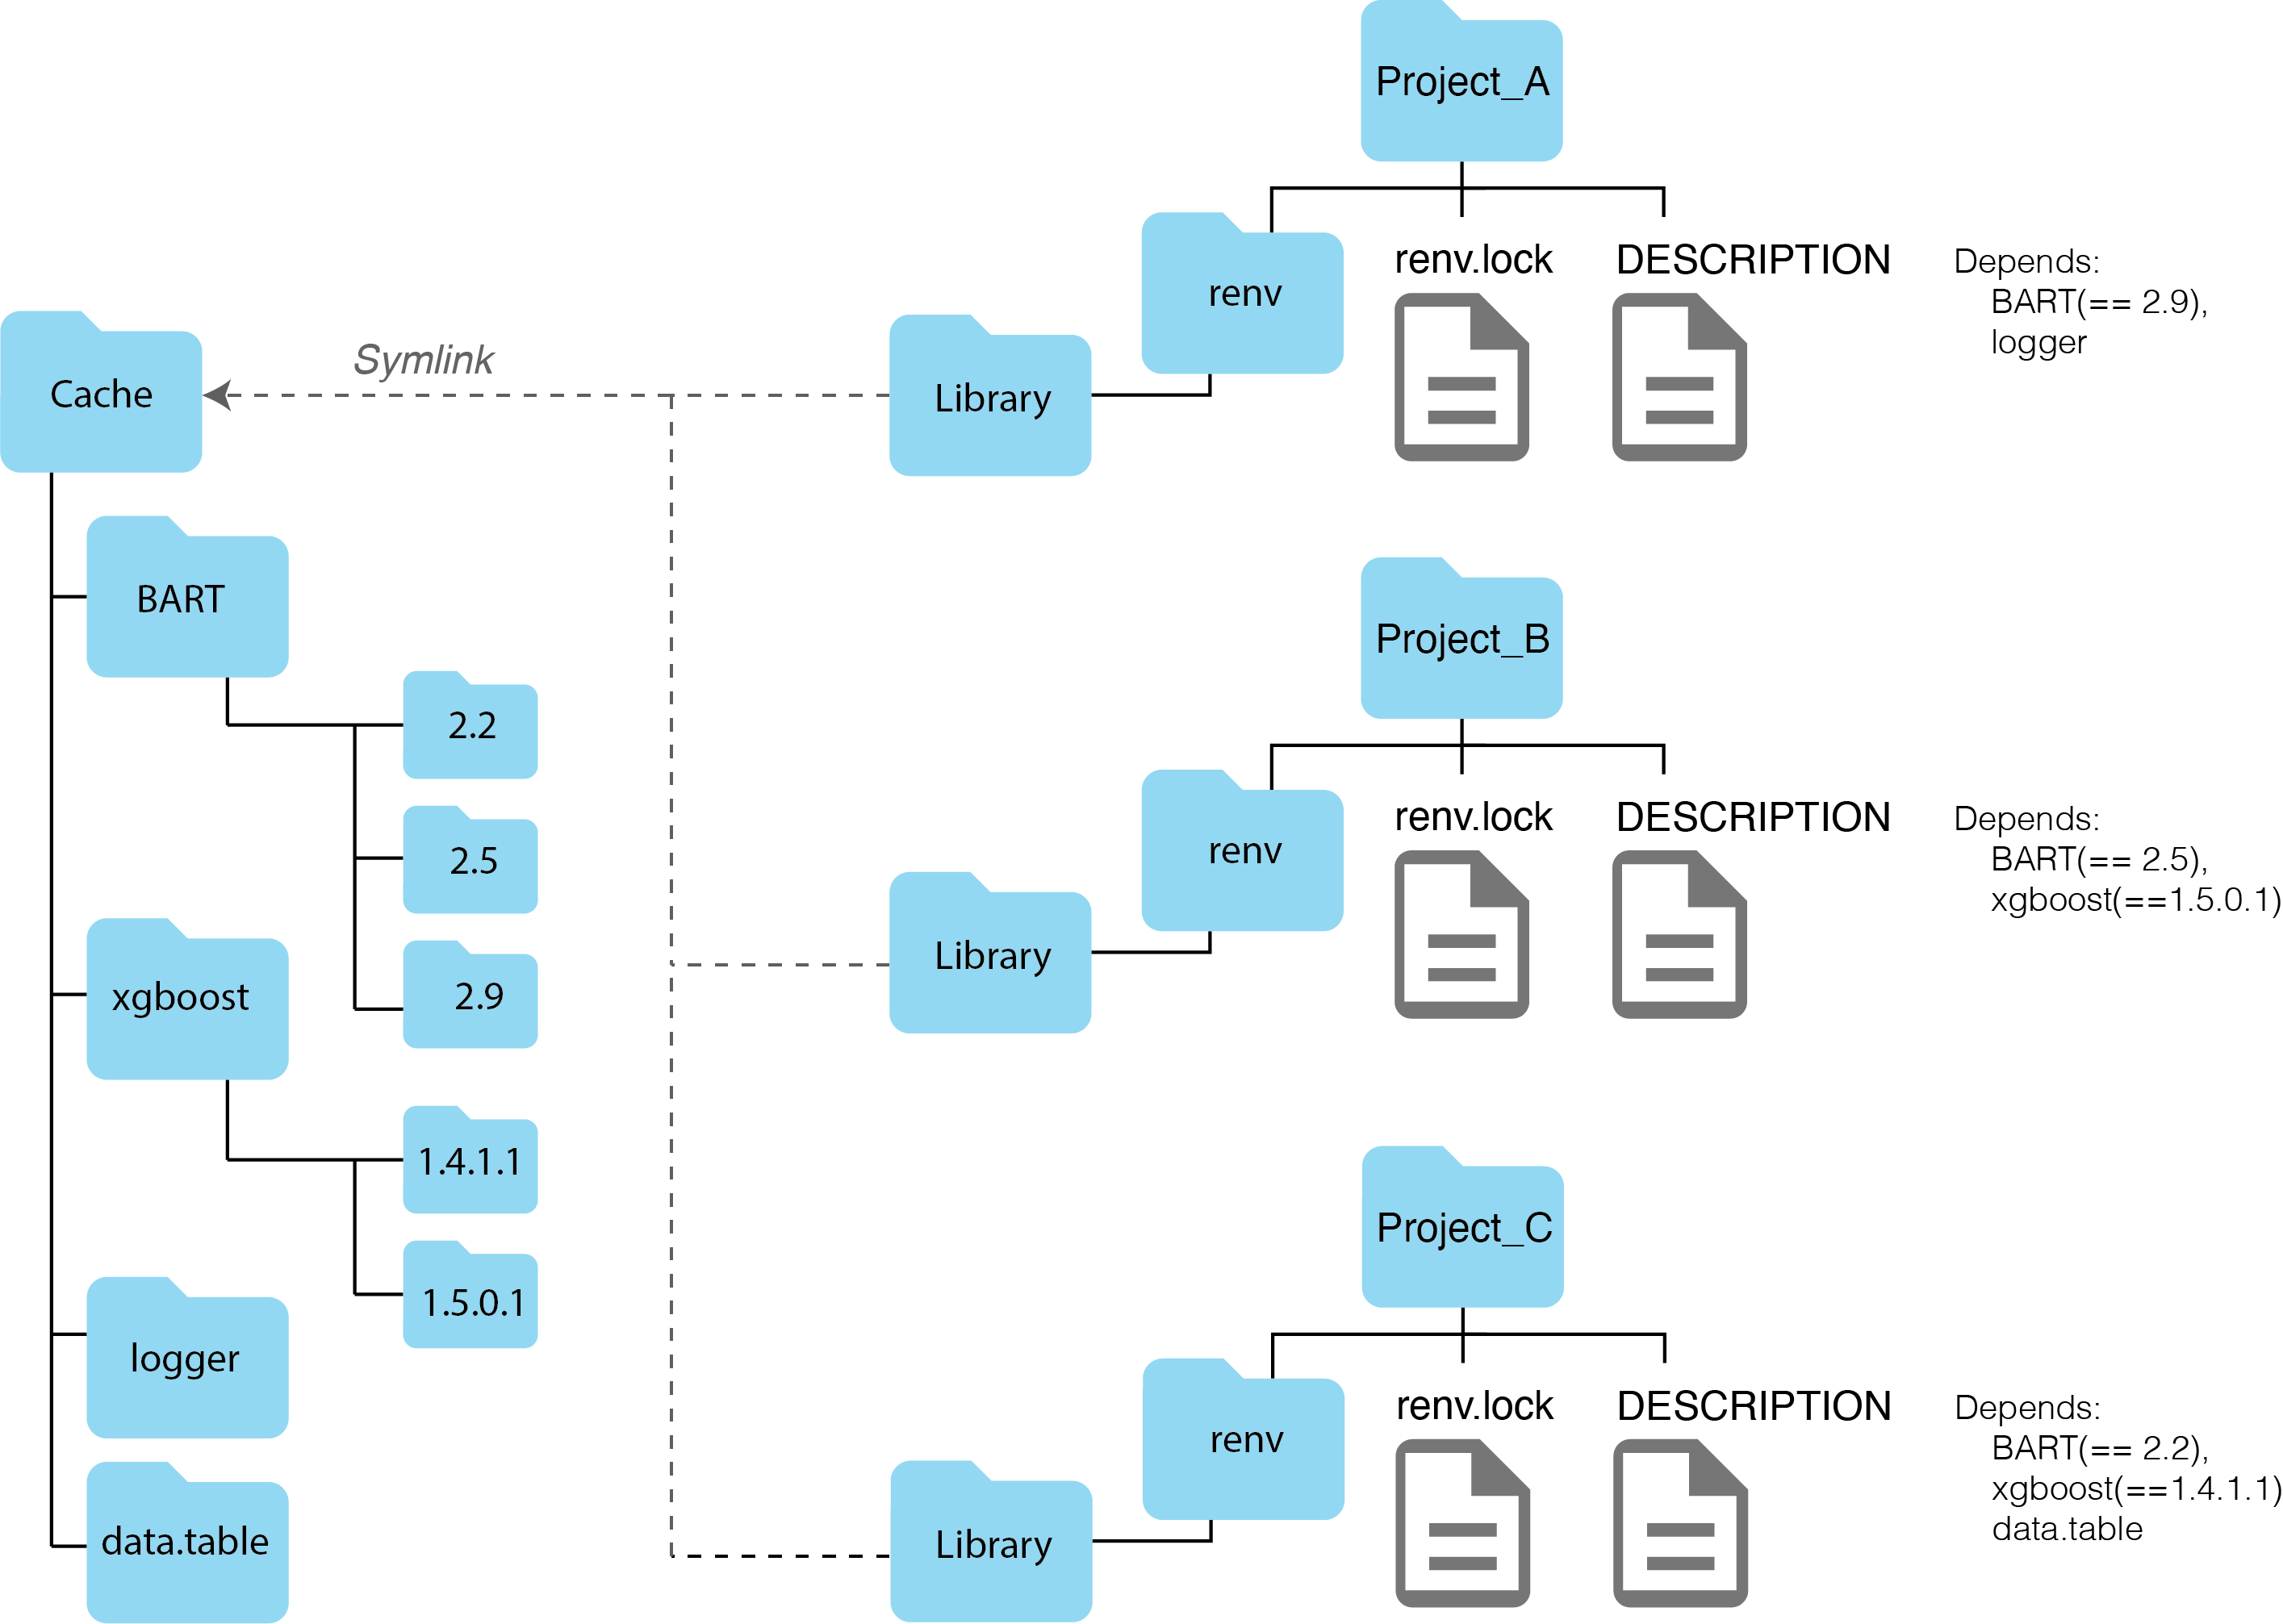 Project_A
renv
renv.lock
DESCRIPTION
Depends:
BART(== 2.9),
logger
Library
Symlink
Cache
BART
2.2
2.5
2.9
xgboost
1.4.1.1
1.5.0.1
logger
data.table
Project_B
renv
renv.lock
DESCRIPTION
Depends:
BART(== 2.5),
xgboost(==1.5.0.1)
Library
Project_C
renv
renv.lock
DESCRIPTION
Depends:
BART(== 2.2),
xgboost(==1.4.1.1)
data.table
Library